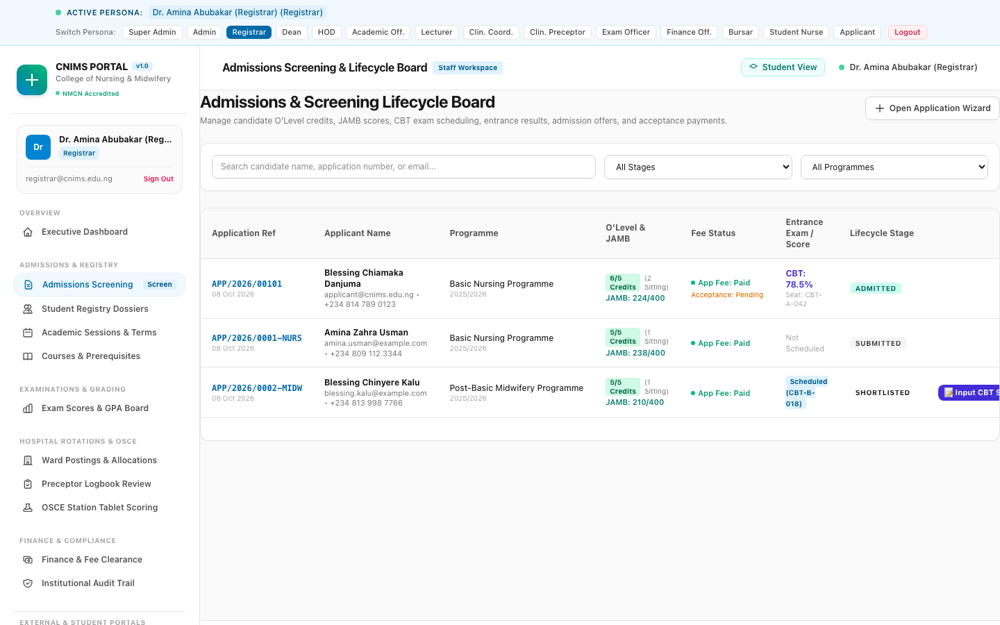 ACTIVE PERSONA: Dr. Amina Abubakar (Registrar) (Registrar)
Switch Persona: Super Admin Admin Registrar Dean HOD Academic Off. Lecturer Clin. Coord. Clin. Preceptor Exam Officer Finance Off. Bursar Student Nurse Applicant Logout
CNIMS PORTAL v1.0
College of Nursing & Midwifery
NMCN Accredited
Dr
Dr. Amina Abubakar (Reg...
Registrar
registrar@cnims.edu.ng Sign Out
OVERVIEW
Executive Dashboard
ADMISSIONS & REGISTRY
Admissions Screening Screen
Student Registry Dossiers
Academic Sessions & Terms
Courses & Prerequisites
EXAMINATIONS & GRADING
Exam Scores & GPA Board
HOSPITAL ROTATIONS & OSCE
Ward Postings & Allocations
Preceptor Logbook Review
OSCE Station Tablet Scoring
FINANCE & COMPLIANCE
Finance & Fee Clearance
Institutional Audit Trail
EXTERNAL & STUDENT PORTALS
Admissions Screening & Lifecycle Board Staff Workspace
Student View
Dr. Amina Abubakar (Registrar)
Admissions & Screening Lifecycle Board
Manage candidate O'Level credits, JAMB scores, CBT exam scheduling, entrance results, admission offers, and acceptance payments.
Open Application Wizard
Search candidate name, application number, or email...
All Stages
All Programmes
Application Ref
Applicant Name
Programme
O'Level &
JAMB
Fee Status
Entrance
Exam /
Score
Lifecycle Stage
APP/2026/00101
08 Oct 2026
Blessing Chiamaka
Danjuma
applicant@cnims.edu.ng •
+234 814 789 0123
Basic Nursing Programme
2025/2026
6/5
Credits
(2
Sitting)
JAMB: 224/400
App Fee: Paid
Acceptance: Pending
CBT:
78.5%
Seat: CBT-
A-042
ADMITTED
APP/2026/0001-NURS
08 Oct 2026
Amina Zahra Usman
amina.usman@example.com
• +234 809 112 3344
Basic Nursing Programme
2025/2026
5/5
Credits
(1
Sitting)
JAMB: 238/400
App Fee: Paid
Not
Scheduled
SUBMITTED
APP/2026/0002-MIDW
08 Oct 2026
Blessing Chinyere Kalu
blessing.kalu@example.com
• +234 813 998 7766
Post-Basic Midwifery Programme
2025/2026
5/5
Credits
(1
Sitting)
JAMB: 210/400
App Fee: Paid
Scheduled
(CBT-B-
018)
SHORTLISTED
Input CBT S